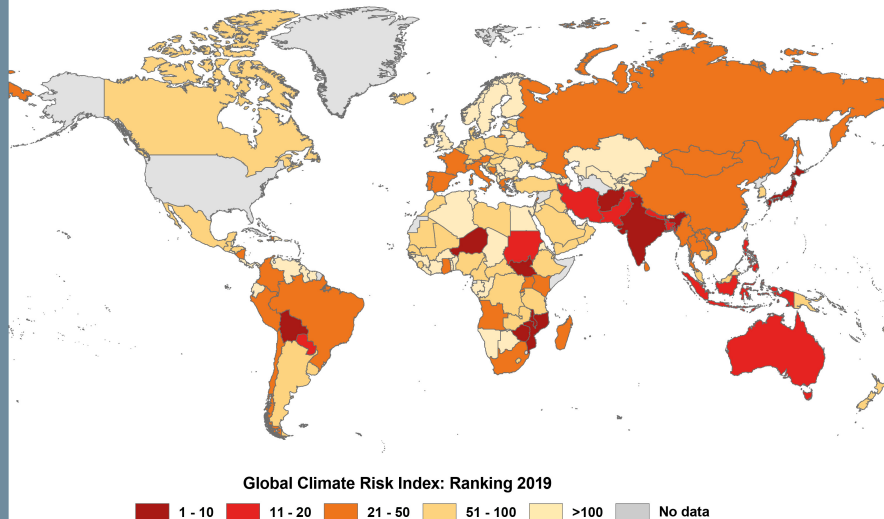 Global Climate Risk Index: Ranking 2019
1 - 10 11 - 20 21 - 50 51 - 100 >100 No data